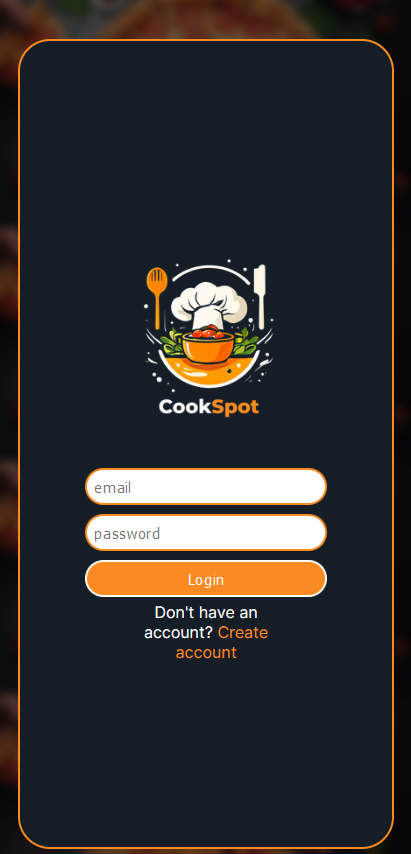 CookSpot
email
password
Login
Don't have an
account? Create
account